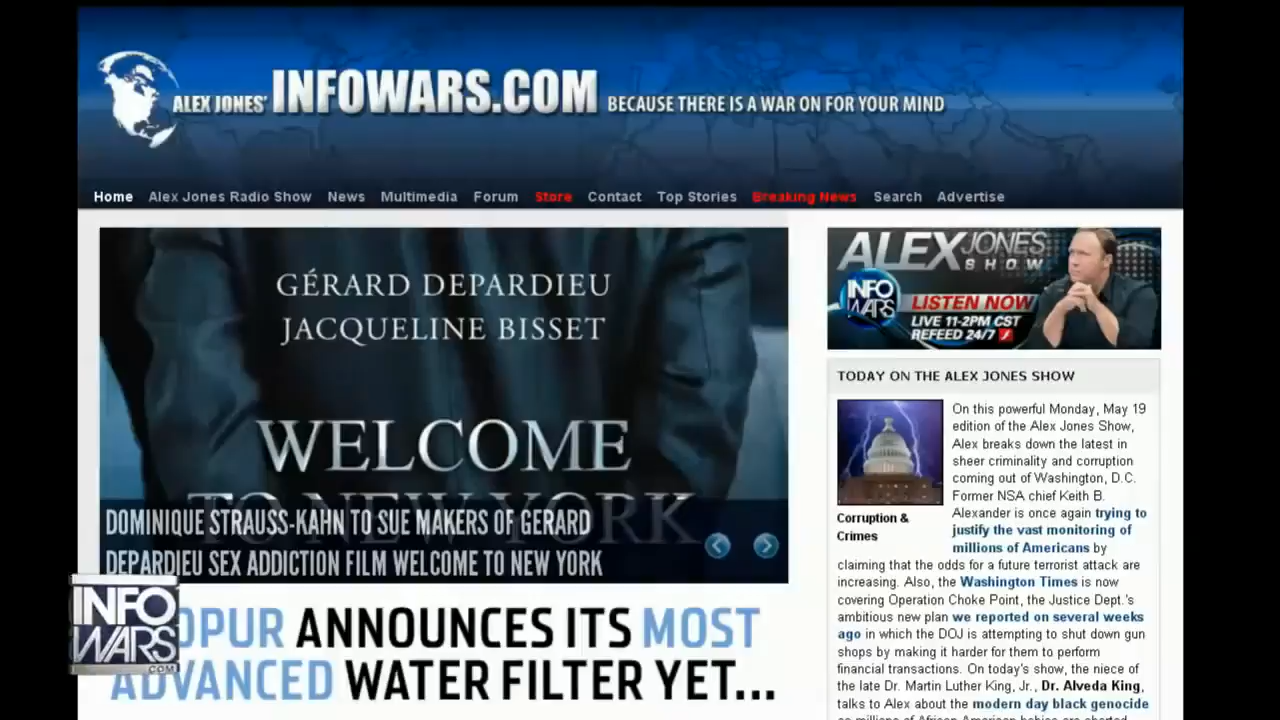 ALEX JONES' INFOWARS.COM BECAUSE THERE IS A WAR ON FOR YOUR MIND
Home Alex Jones Radio Show News Multimedia Forum Store Contact Top Stories Breaking News Search Advertise
GÉRARD DEPARDIEU
JACQUELINE BISSET
WELCOME
TO NEW YORK
DOMINIQUE STRAUSS-KAHN TO SUE MAKERS OF GERARD
DEPARDIEU SEX ADDICTION FILM WELCOME TO NEW YORK
OPUR ANNOUNCES ITS MOST
ADVANCED WATER FILTER YET...
INFO
WARS
.COM
ALEX JONES
SHOW
INFO
WARS
LISTEN NOW
LIVE 11-2PM CST
REFEED 24/7
TODAY ON THE ALEX JONES SHOW
Corruption &
Crimes
On this powerful Monday, May 19
edition of the Alex Jones Show,
Alex breaks down the latest in
sheer criminality and corruption
coming out of Washington, D.C.
Former NSA chief Keith B.
Alexander is once again trying to
justify the vast monitoring of
millions of Americans by
claiming that the odds for a future terrorist attack are
increasing. Also, the Washington Times is now
covering Operation Choke Point, the Justice Dept.'s
ambitious new plan we reported on several weeks
ago in which the DOJ is attempting to shut down gun
shops by making it harder for them to perform
financial transactions. On today's show, the niece of
the late Dr. Martin Luther King, Jr., Dr. Alveda King,
talks to Alex about the modern day black genocide